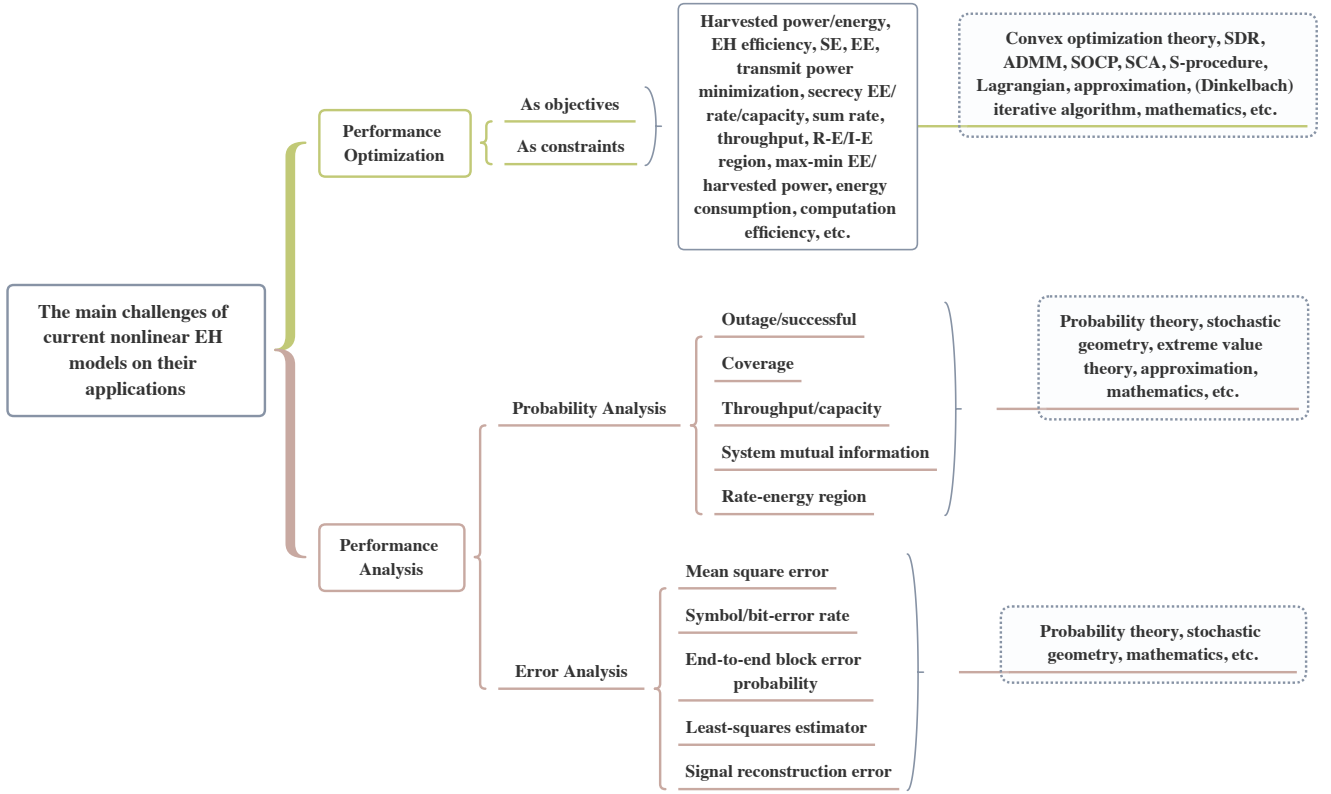 The main challenges of
current nonlinear EH
models on their
applications
Performance
Optimization
As objectives
As constraints
Harvested power/energy,
EH efficiency, SE, EE,
transmit power
minimization, secrecy EE/
rate/capacity, sum rate,
throughput, R-E/I-E
region, max-min EE/
harvested power, energy
consumption, computation
efficiency, etc.
Convex optimization theory, SDR,
ADMM, SOCP, SCA, S-procedure,
Lagrangian, approximation, (Dinkelbach)
iterative algorithm, mathematics, etc.
Performance
Analysis
Probability Analysis
Outage/successful
Coverage
Throughput/capacity
System mutual information
Rate-energy region
Probability theory, stochastic
geometry, extreme value
theory, approximation,
mathematics, etc.
Error Analysis
Mean square error
Symbol/bit-error rate
End-to-end block error
probability
Least-squares estimator
Signal reconstruction error
Probability theory, stochastic
geometry, mathematics, etc.